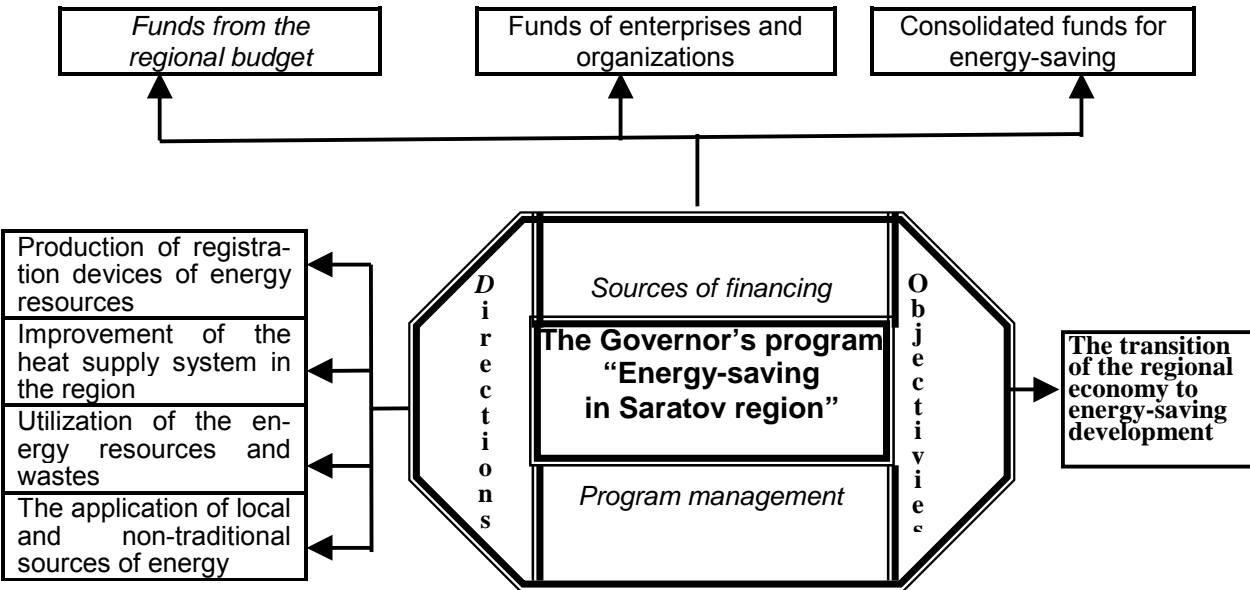 Funds from the
regional budget
Funds of enterprises and
organizations
Consolidated funds for
energy-saving
Production of registra-
tion devices of energy
resources
Improvement of the
heat supply system in
the region
Utilization of the en-
ergy resources and
wastes
The application of local
and non-traditional
sources of energy
Directions
Sources of financing
The Governor’s program
“Energy-saving
in Saratov region”
Program management
Objectivies
The transition
of the regional
economy to
energy-saving
development